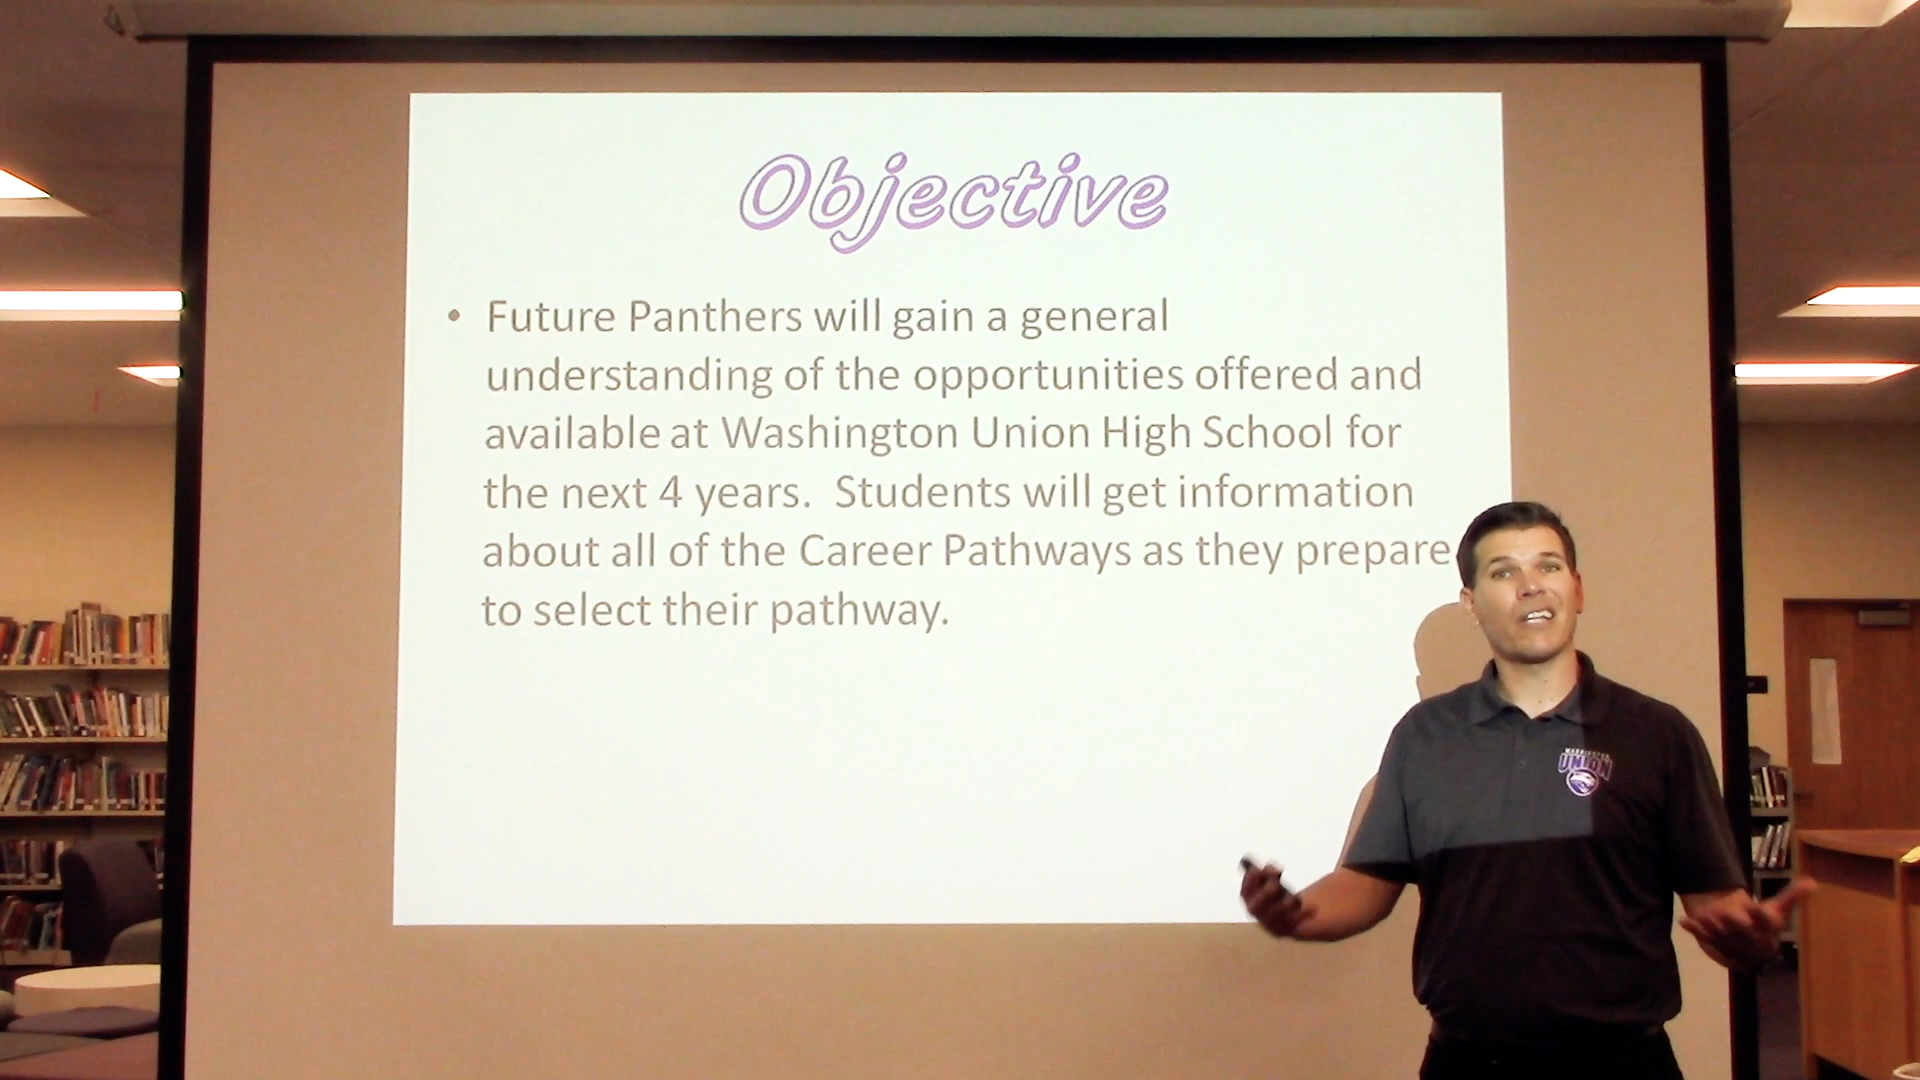 Objective
• Future Panthers will gain a general
understanding of the opportunities offered and
available at Washington Union High School for
the next 4 years.  Students will get information
about all of the Career Pathways as they prepare
to select their pathway.
WASHINGTON
UNION